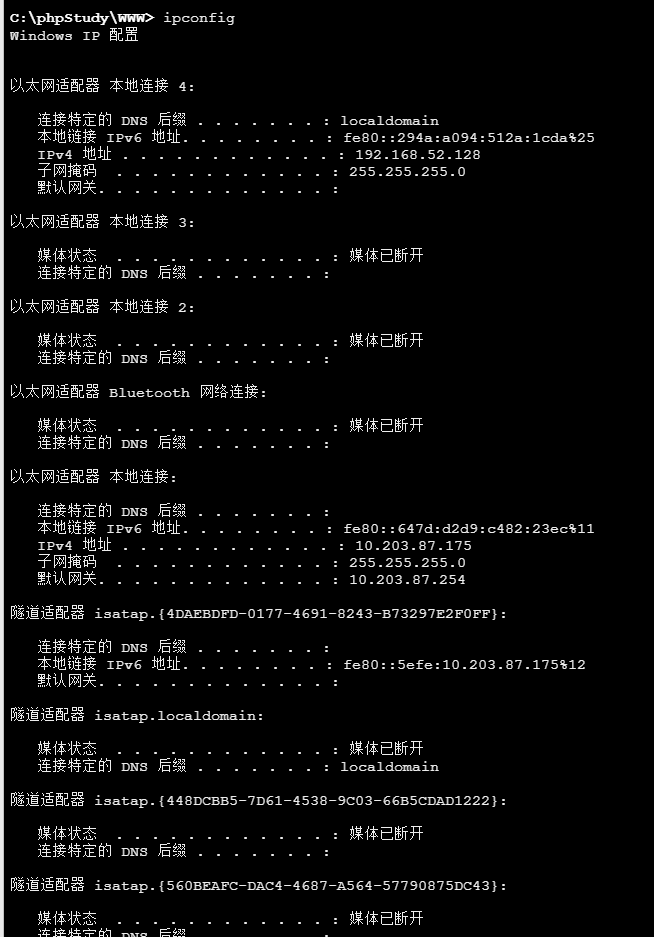 C:\phpStudy\WWW> ipconfig
Windows IP 配置
以太网适配器 本地连接 4:
连接特定的 DNS 后缀 . . . . . . . : localdomain
本地链接 IPv6 地址. . . . . . . . : fe80::294a:a094:512a:1cda%25
IPv4 地址 . . . . . . . . . . . . : 192.168.52.128
子网掩码 . . . . . . . . . . . . : 255.255.255.0
默认网关. . . . . . . . . . . . . :
以太网适配器 本地连接 3:
媒体状态 . . . . . . . . . . . . : 媒体已断开
连接特定的 DNS 后缀 . . . . . . . :
以太网适配器 本地连接 2:
媒体状态 . . . . . . . . . . . . : 媒体已断开
连接特定的 DNS 后缀 . . . . . . . :
以太网适配器 Bluetooth 网络连接:
媒体状态 . . . . . . . . . . . . : 媒体已断开
连接特定的 DNS 后缀 . . . . . . . :
以太网适配器 本地连接:
连接特定的 DNS 后缀 . . . . . . . :
本地链接 IPv6 地址. . . . . . . . : fe80::647d:d2d9:c482:23ec%11
IPv4 地址 . . . . . . . . . . . . : 10.203.87.175
子网掩码 . . . . . . . . . . . . : 255.255.255.0
默认网关. . . . . . . . . . . . . : 10.203.87.254
隧道适配器 isatap.{4DAEBDFD-0177-4691-8243-B73297E2F0FF}:
连接特定的 DNS 后缀 . . . . . . . :
本地链接 IPv6 地址. . . . . . . . : fe80::5efe:10.203.87.175%12
默认网关. . . . . . . . . . . . . :
隧道适配器 isatap.localdomain:
媒体状态 . . . . . . . . . . . . : 媒体已断开
连接特定的 DNS 后缀 . . . . . . . : localdomain
隧道适配器 isatap.{448DCBB5-7D61-4538-9C03-66B5CDAD1222}:
媒体状态 . . . . . . . . . . . . : 媒体已断开
连接特定的 DNS 后缀 . . . . . . . :
隧道适配器 isatap.{560BEAFC-DAC4-4687-A564-57790875DC43}:
媒体状态 . . . . . . . . . . . . : 媒体已断开
连接特定的 DNS 后缀 . . . . . . . :